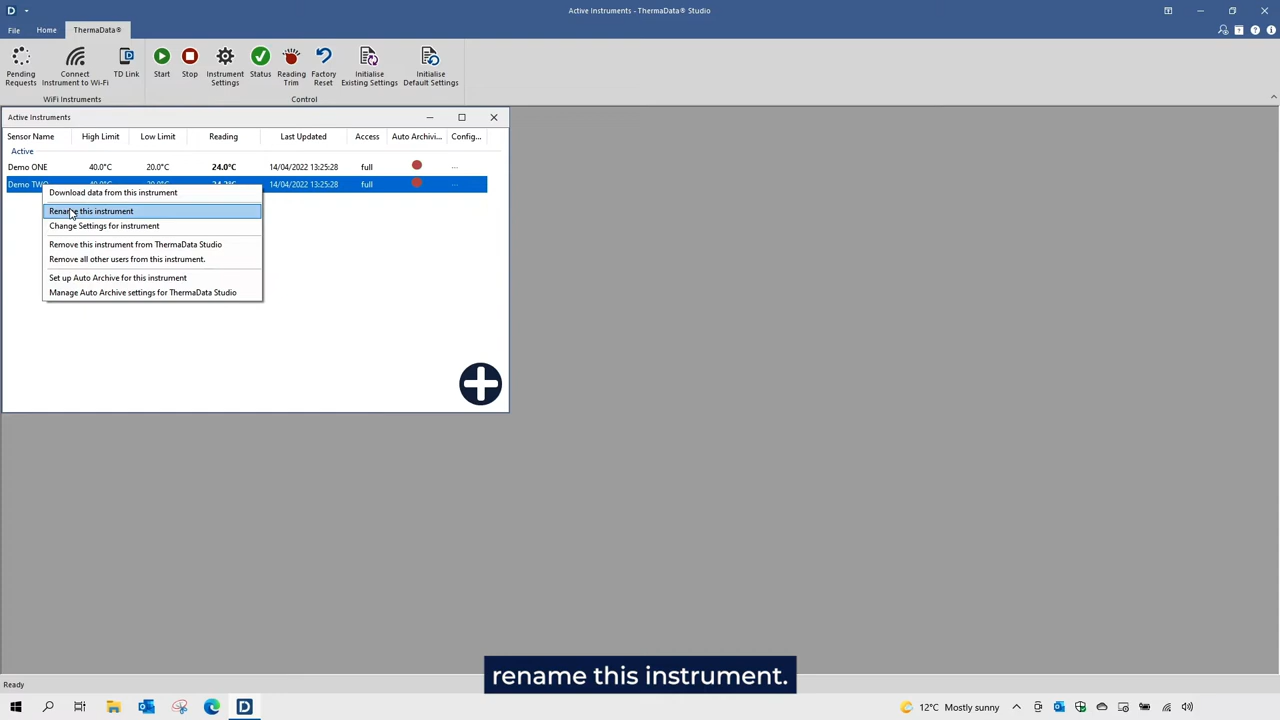 Active Instruments - ThermaData® Studio
File
Home
ThermaData®
Pending Requests
Connect Instrument to Wi-Fi
TD Link
Start
Stop
Instrument Settings
Status
Reading Trim
Factory Reset
Initialise Existing Settings
Initialise Default Settings
WiFi Instruments
Control
Active Instruments
Sensor Name High Limit Low Limit Reading Last Updated Access Auto Archivi... Config...
Active
Demo ONE 40.0°C 20.0°C 24.0°C 14/04/2022 13:25:28 full ...
Demo TWO 14/04/2022 13:25:28 full ...
Download data from this instrument
Rename this instrument
Change Settings for instrument
Remove this instrument from ThermaData Studio
Remove all other users from this instrument.
Set up Auto Archive for this instrument
Manage Auto Archive settings for ThermaData Studio
rename this instrument.
Ready
12°C Mostly sunny